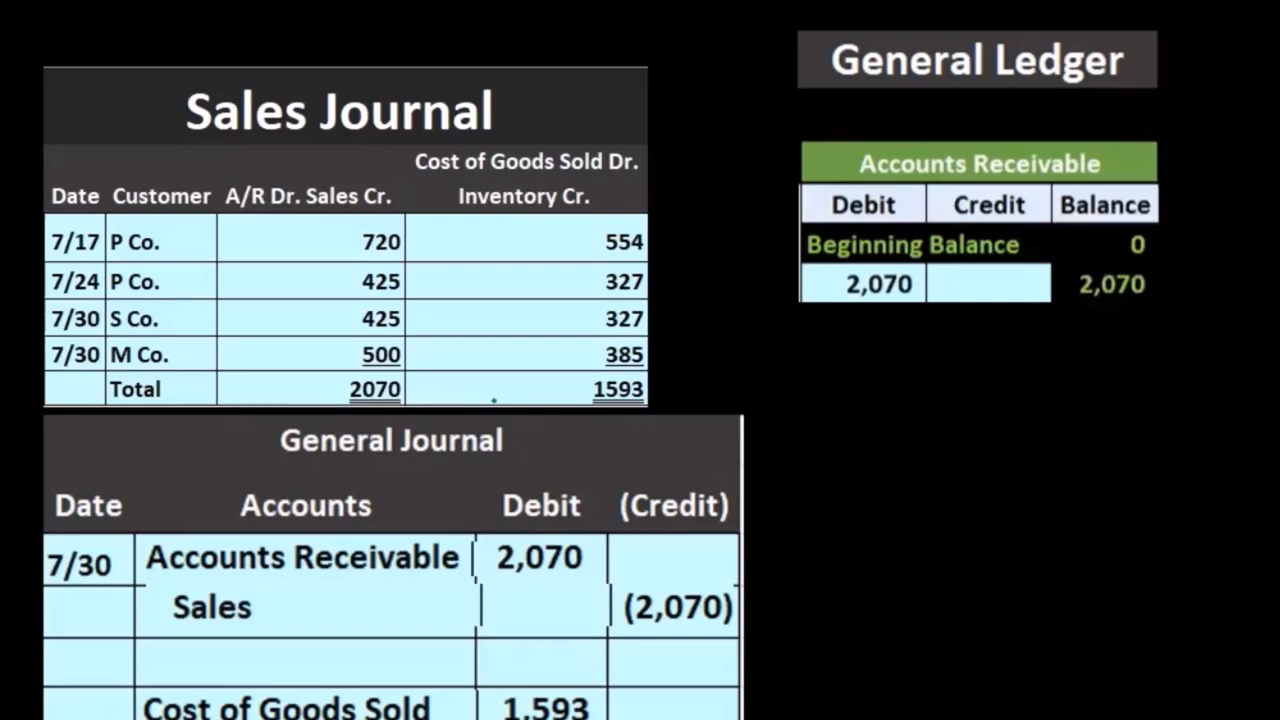 Sales Journal
Cost of Goods Sold Dr.
Date Customer A/R Dr. Sales Cr. Inventory Cr.
7/17 P Co. 720 554
7/24 P Co. 425 327
7/30 S Co. 425 327
7/30 M Co. 500 385
Total 2070 1593
General Journal
Date Accounts Debit (Credit)
7/30 Accounts Receivable 2,070
Sales (2,070)
Cost of Goods Sold 1,593
General Ledger
Accounts Receivable
Debit Credit Balance
Beginning Balance 0
2,070 2,070